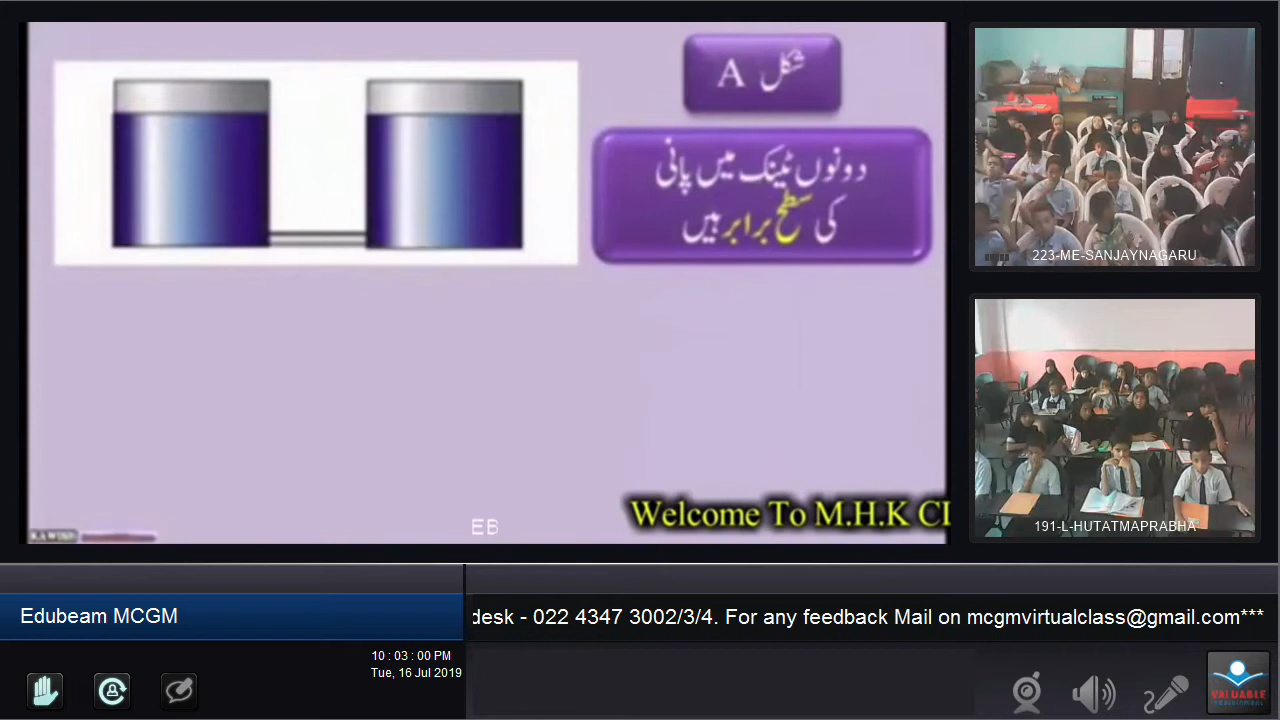 شکل A
دونوں ٹینک میں پانی
کی سطح برابر ہیں
223-ME-SANJAYNAGARU
191-L-HUTATMAPRABHA
Welcome To M.H.K Cl
EB
Edubeam MCGM
desk - 022 4347 3002/3/4. For any feedback Mail on mcgmvirtualclass@gmail.com***
10 : 03 : 00 PM
Tue, 16 Jul 2019
VALUABLE